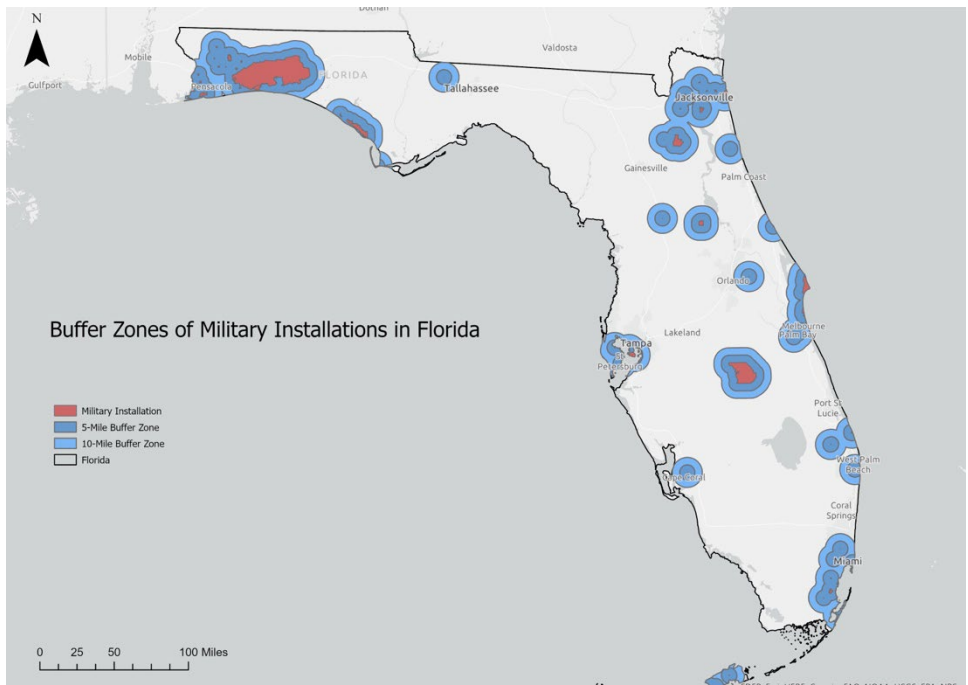 N
Dothan
Valdosta
Mobile
FLORIDA
Gulfport
Pensacola
Tallahassee
Jacksonville
Gainesville
Palm Coast
Orlando
Buffer Zones of Military Installations in Florida
Melbourne
Palm Bay
Lakeland
Tampa
St
Petersburg
Military Installation
5-Mile Buffer Zone
10-Mile Buffer Zone
Florida
Port St
Lucie
West Palm
Beach
Cape Coral
Coral
Springs
Miami
0 25 50 100 Miles